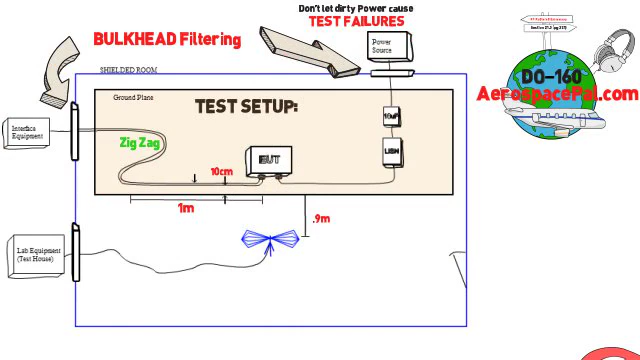 Don't let dirty Power cause
TEST FAILURES
BULKHEAD Filtering
Power
Source
SHIELDED ROOM
DO-160
AerospacePal.com
Ground Plane
TEST SETUP:
10uF
Interface
Equipment
Zig Zag
LISN
EUT
10cm
1m
.9m
Lab Equipment
(Test House)